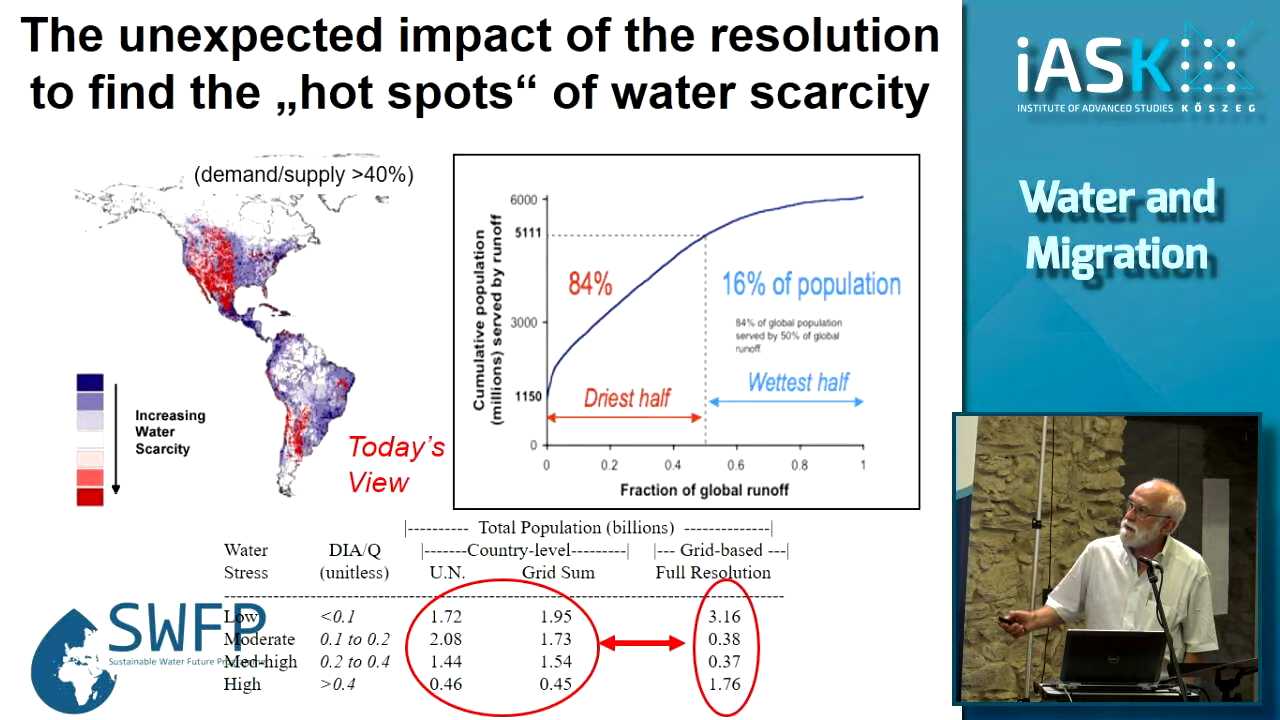 The unexpected impact of the resolution
to find the „hot spots“ of water scarcity
iASK
INSTITUTE OF ADVANCED STUDIES KŐSZEG
Water and
Migration
(demand/supply >40%)
Increasing
Water
Scarcity
Today's
View
Cumulative population
(millions) served by runoff
6000
5111
3000
1150
0
84%
16% of population
84% of global population
served by 50% of global
runoff
Driest half
Wettest half
0 0.2 0.4 0.6 0.8 1
Fraction of global runoff
|---------- Total Population (billions) --------------|
Water DIA/Q |-------Country-level---------| |--- Grid-based ---|
Stress (unitless) U.N. Grid Sum Full Resolution
Low <0.1 1.72 1.95 3.16
Moderate 0.1 to 0.2 2.08 1.73 0.38
Med-high 0.2 to 0.4 1.44 1.54 0.37
High >0.4 0.46 0.45 1.76
SWFP
Sustainable Water Future